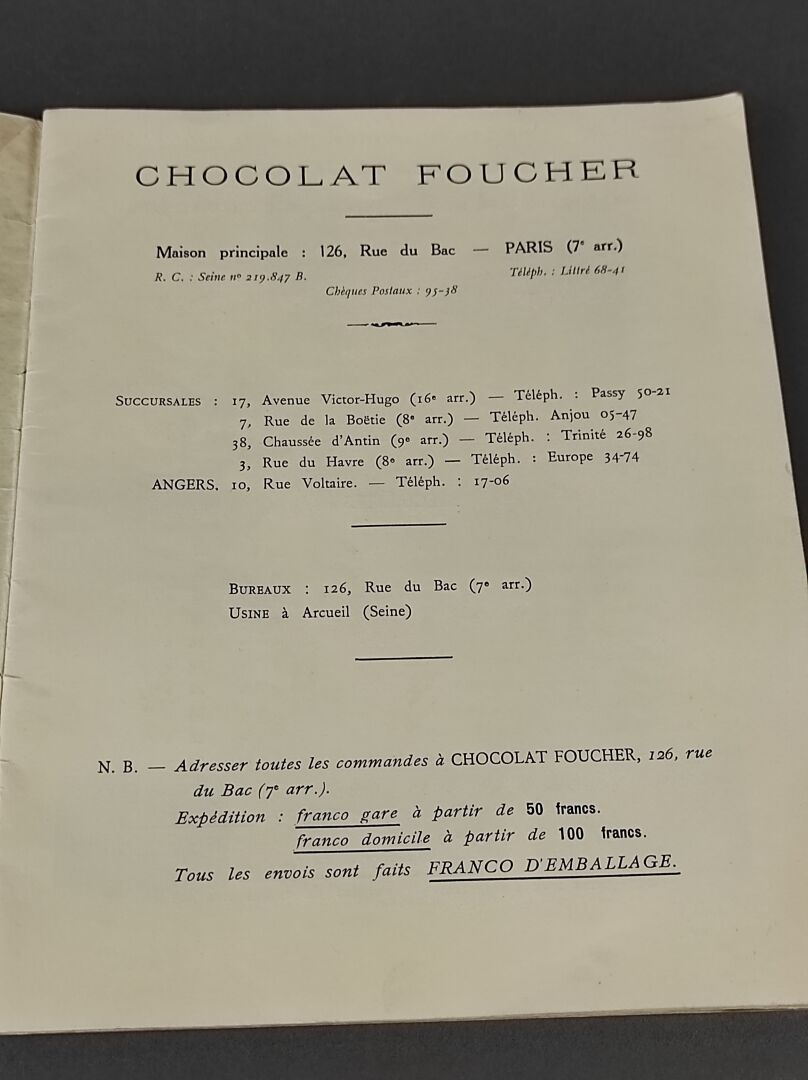 CHOCOLAT FOUCHER
Maison principale : 126, Rue du Bac — PARIS (7e arr.)
R. C. : Seine no 219.847 B. Téléph. : Littré 68-41
Chèques Postaux : 95-38
SUCCURSALES : 17, Avenue Victor-Hugo (16e arr.) — Téléph. : Passy 50-21
7, Rue de la Boëtie (8e arr.) — Téléph. Anjou 05-47
38, Chaussée d'Antin (9e arr.) — Téléph. : Trinité 26-98
3, Rue du Havre (8e arr.) — Téléph. : Europe 34-74
ANGERS. 10, Rue Voltaire. — Téléph. : 17-06
BUREAUX : 126, Rue du Bac (7e arr.)
USINE à Arcueil (Seine)
N. B. — Adresser toutes les commandes à CHOCOLAT FOUCHER, 126, rue
du Bac (7e arr.).
Expédition : franco gare à partir de 50 francs.
franco domicile à partir de 100 francs.
Tous les envois sont faits FRANCO D'EMBALLAGE.